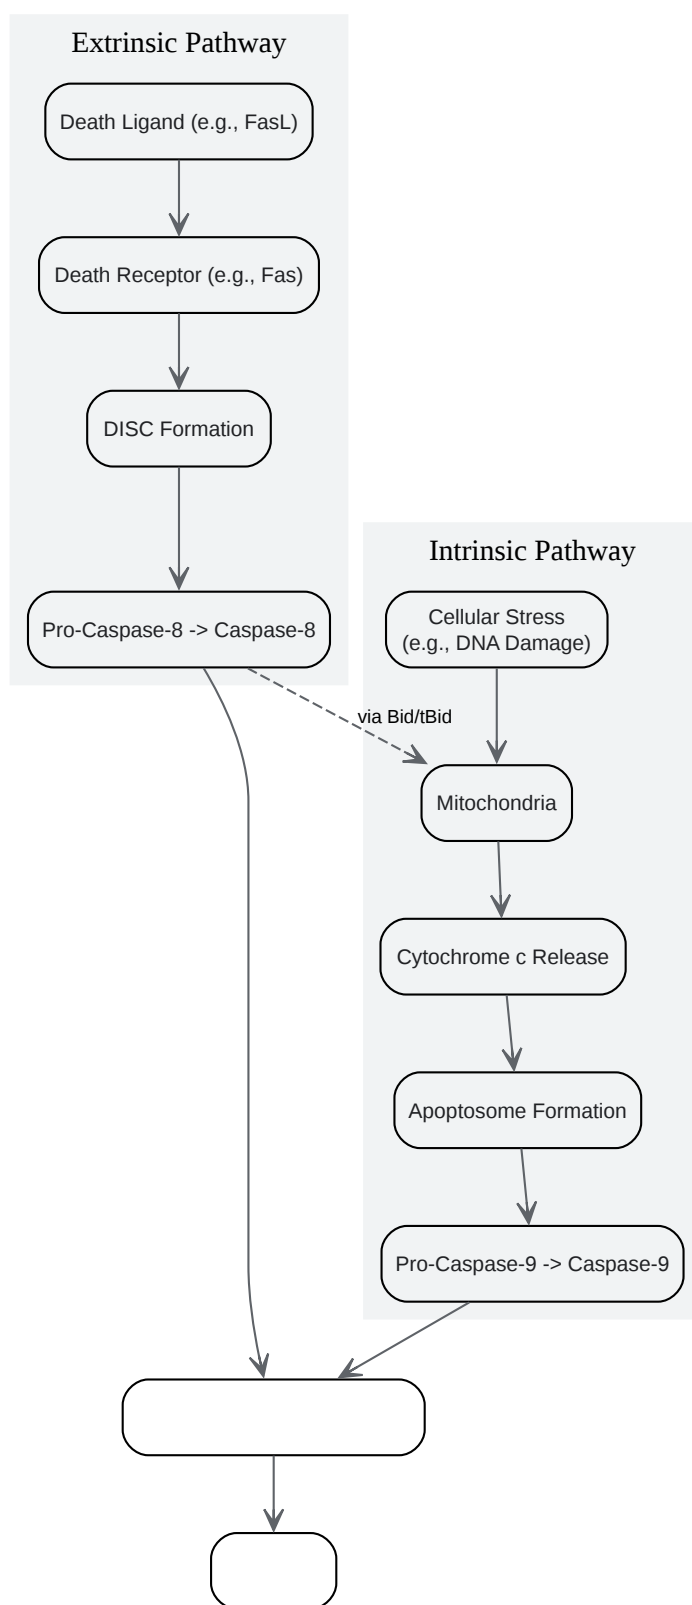 Extrinsic Pathway
Death Ligand (e.g., FasL)
Death Receptor (e.g., Fas)
DISC Formation
Pro-Caspase-8 -> Caspase-8
Intrinsic Pathway
Cellular Stress
(e.g., DNA Damage)
via Bid/tBid
Mitochondria
Cytochrome c Release
Apoptosome Formation
Pro-Caspase-9 -> Caspase-9